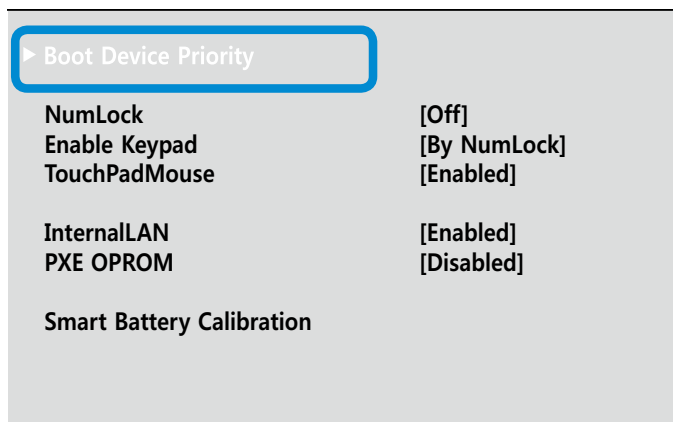 ▶ Boot Device Priority
NumLock [Off]
Enable Keypad [By NumLock]
TouchPadMouse [Enabled]
InternalLAN [Enabled]
PXE OPROM [Disabled]
Smart Battery Calibration